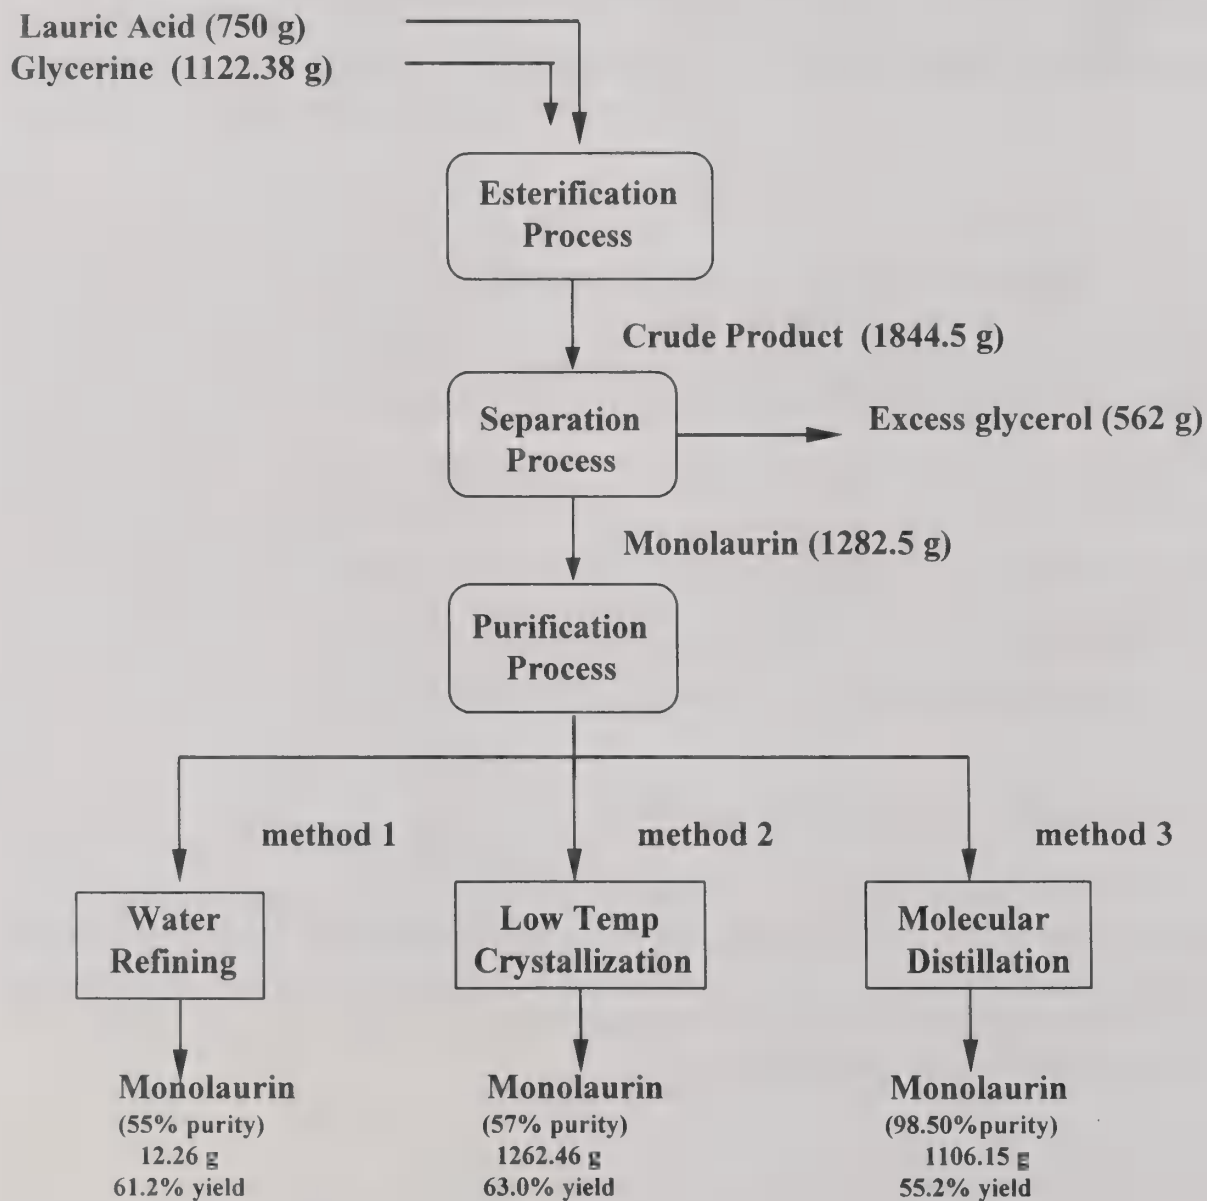 Lauric Acid (750 g)
Glycerine (1122.38 g)
Esterification
Process
Crude Product (1844.5 g)
Separation
Process
Excess glycerol (562 g)
Monolaurin (1282.5 g)
Purification
Process
method 1
method 2
method 3
Water
Refining
Low Temp
Crystallization
Molecular
Distillation
Monolaurin
(55% purity)
12.26 g
61.2% yield
Monolaurin
(57% purity)
1262.46 g
63.0% yield
Monolaurin
(98.50%purity)
1106.15 g
55.2% yield